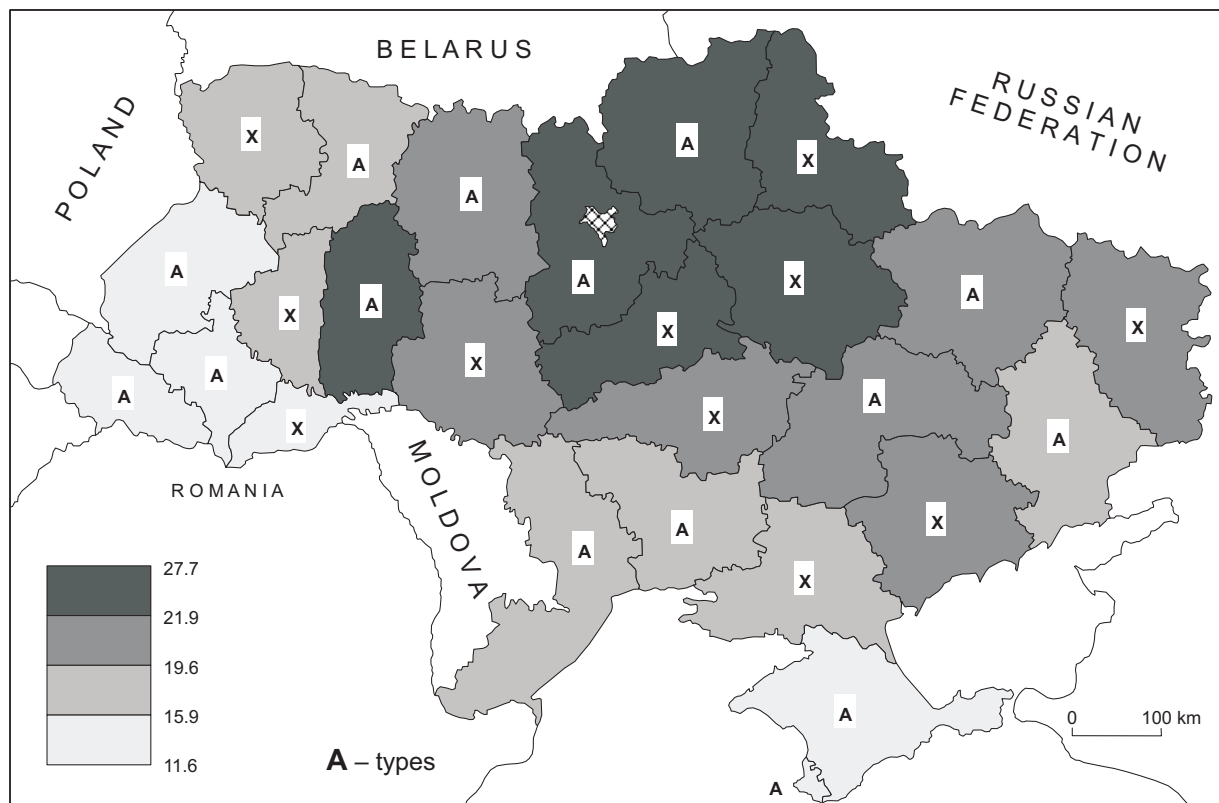 BELARUS
RUSSIAN
FEDERATION
POLAND
X
A
A
A
X
A
A
X
A
A
X
A
X
X
X
A
A
X
X
A
A
X
A
X
A
A
X
ROMANIA
MOLDOVA
27.7
21.9
19.6
15.9
11.6
A
A
0 100 km
A – types